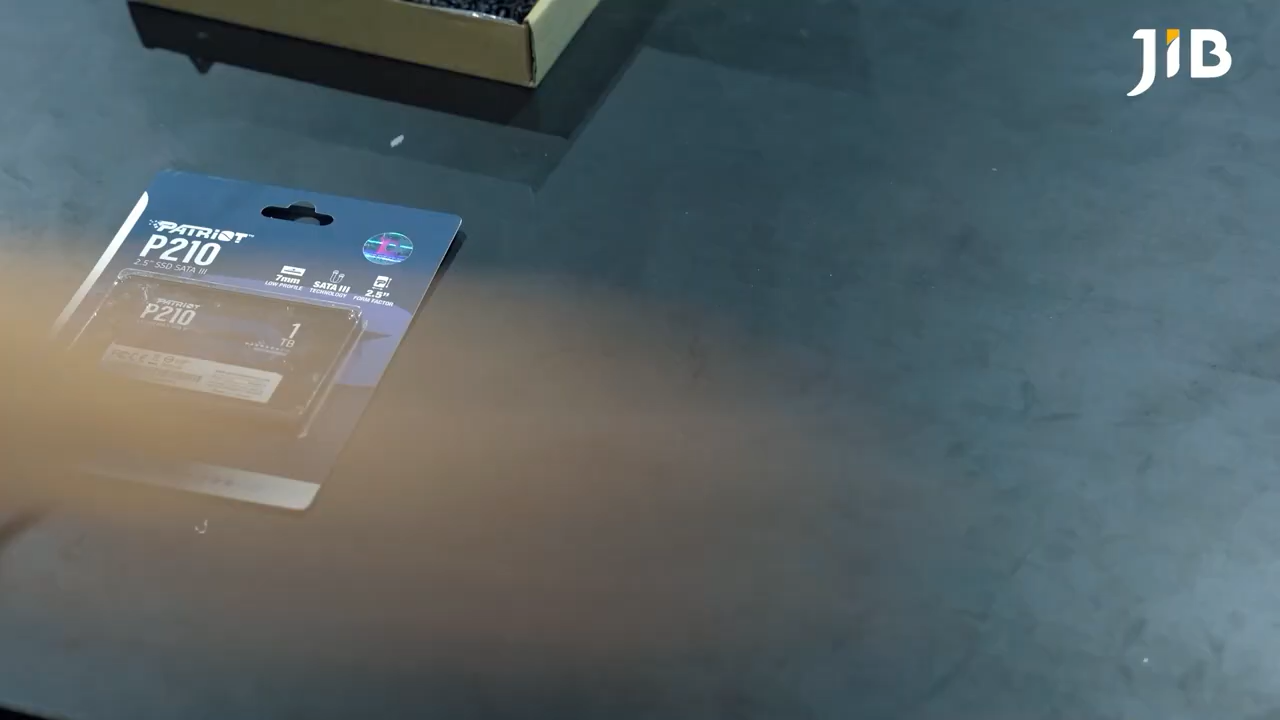 JIB
PATRIOT™
P210
2.5" SSD SATA III
7mm
LOW PROFILE
SATA III
TECHNOLOGY
2.5"
FORM FACTOR
PATRIOT
P210
1
TB